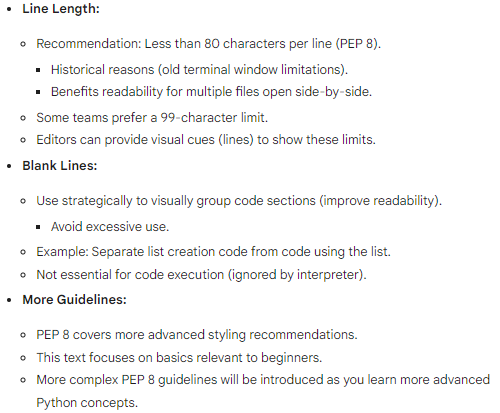 Line Length:
Recommendation: Less than 80 characters per line (PEP 8).
Historical reasons (old terminal window limitations).
Benefits readability for multiple files open side-by-side.
Some teams prefer a 99-character limit.
Editors can provide visual cues (lines) to show these limits.
Blank Lines:
Use strategically to visually group code sections (improve readability).
Avoid excessive use.
Example: Separate list creation code from code using the list.
Not essential for code execution (ignored by interpreter).
More Guidelines:
PEP 8 covers more advanced styling recommendations.
This text focuses on basics relevant to beginners.
More complex PEP 8 guidelines will be introduced as you learn more advanced
Python concepts.